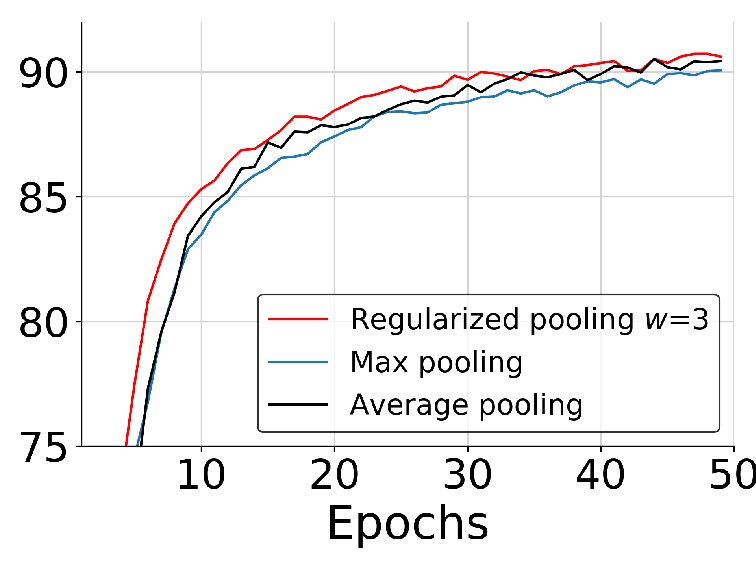 90
85
80
75
Regularized pooling w=3
Max pooling
Average pooling
10 20 30 40 50
Epochs